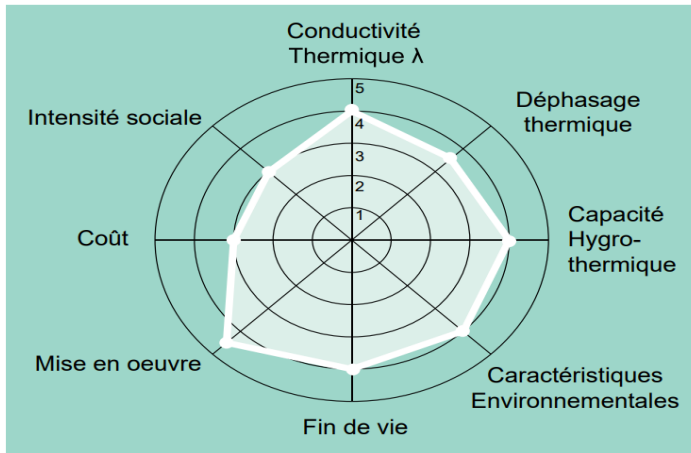 Conductivité
Thermique λ
5
4
3
2
1
Déphasage
thermique
Intensité sociale
Capacité
Hygro-
thermique
Coût
Mise en oeuvre
Caractéristiques
Environnementales
Fin de vie